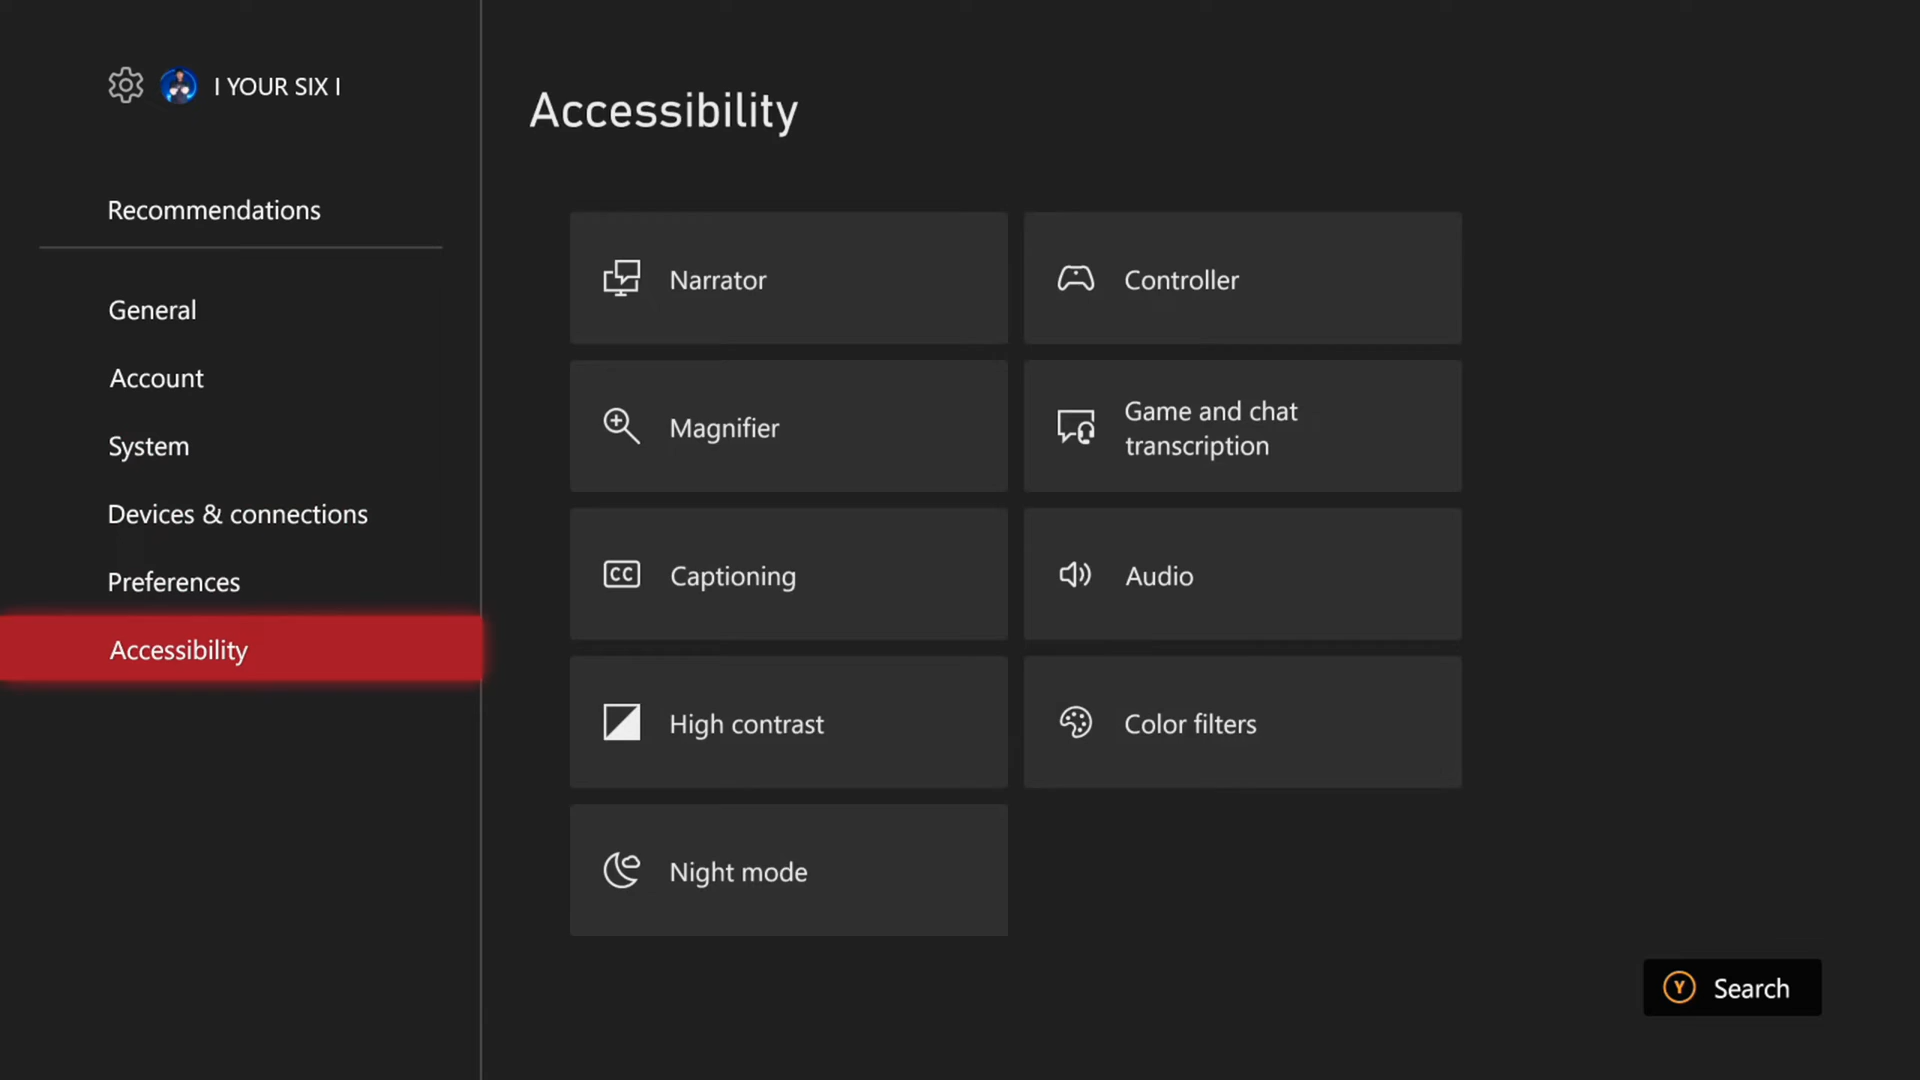 I YOUR SIX I
Recommendations
General
Account
System
Devices & connections
Preferences
Accessibility
Accessibility
Narrator
Controller
Magnifier
Game and chat
transcription
CC
Captioning
Audio
High contrast
Color filters
Night mode
Y
Search